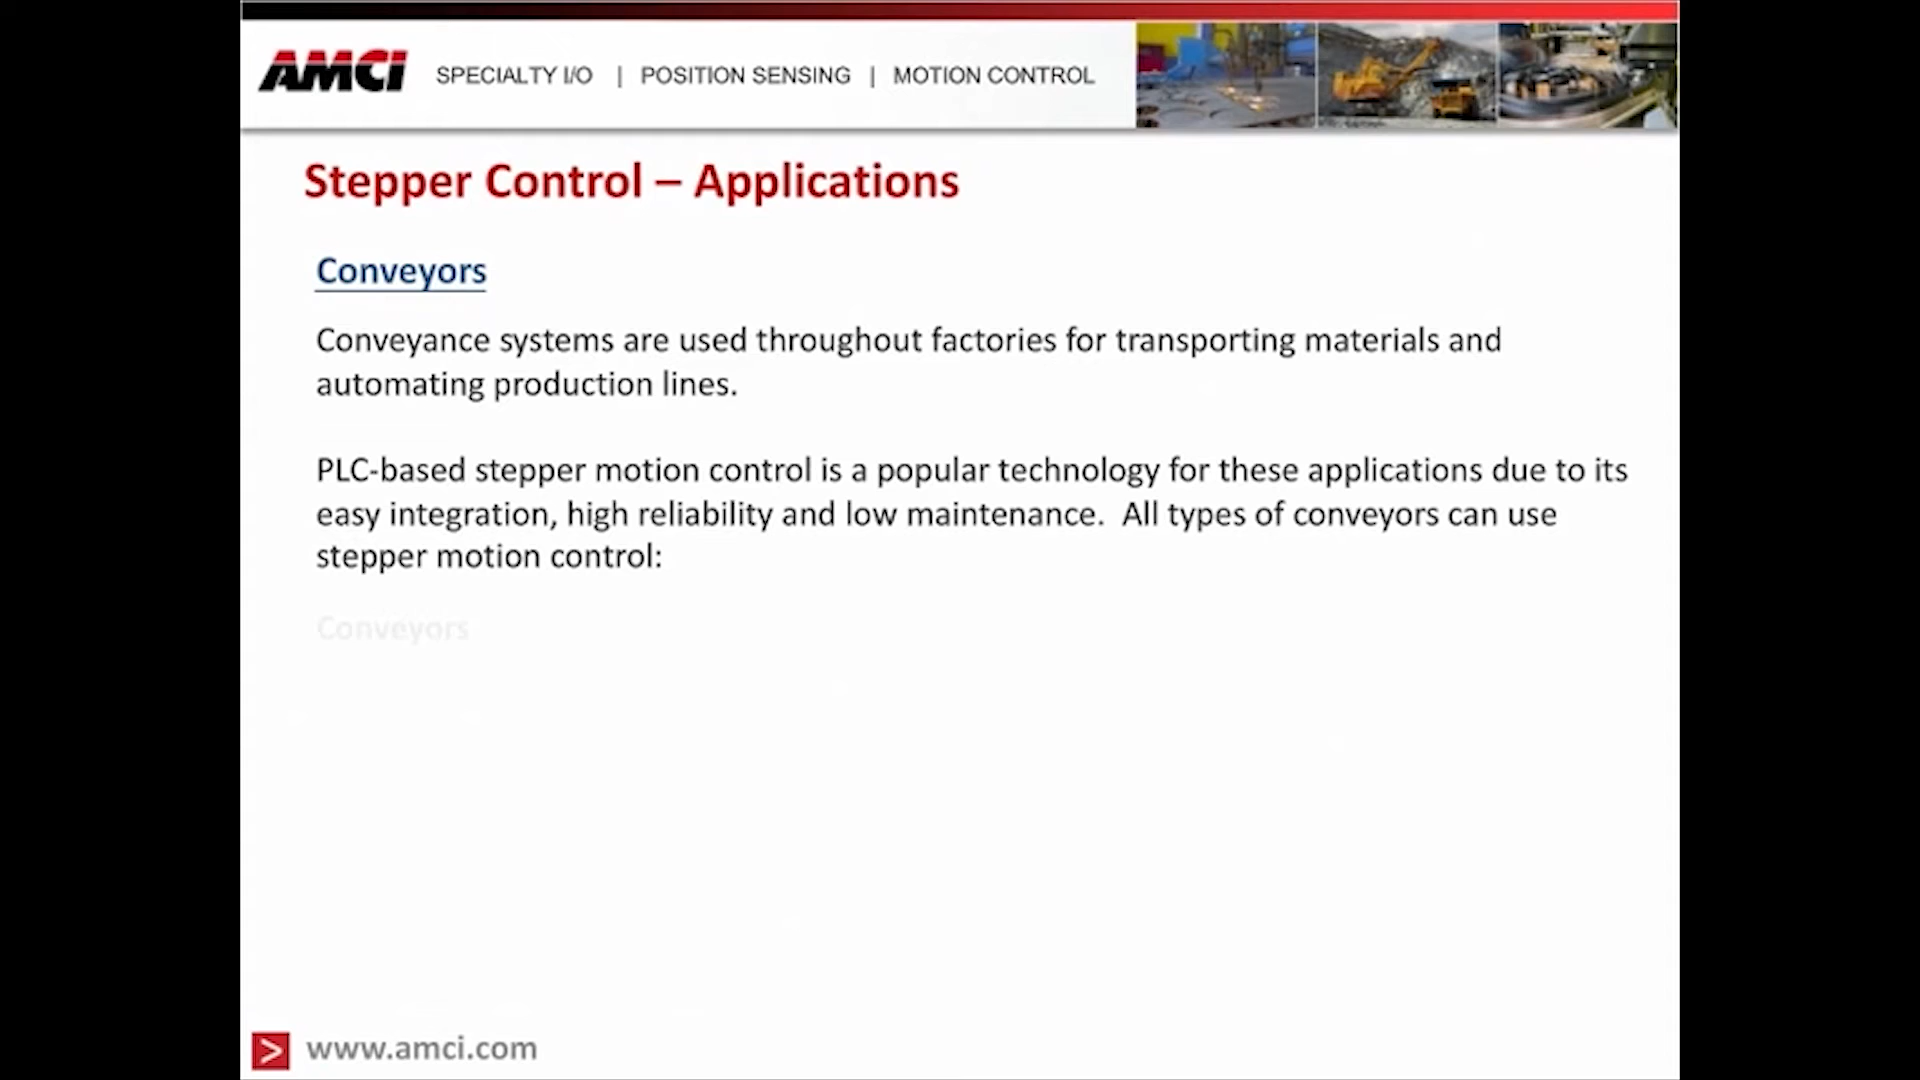 AMCI SPECIALTY I/O | POSITION SENSING | MOTION CONTROL
Stepper Control – Applications
Conveyors
Conveyance systems are used throughout factories for transporting materials and
automating production lines.
PLC-based stepper motion control is a popular technology for these applications due to its
easy integration, high reliability and low maintenance.  All types of conveyors can use
stepper motion control:
Conveyors
> www.amci.com